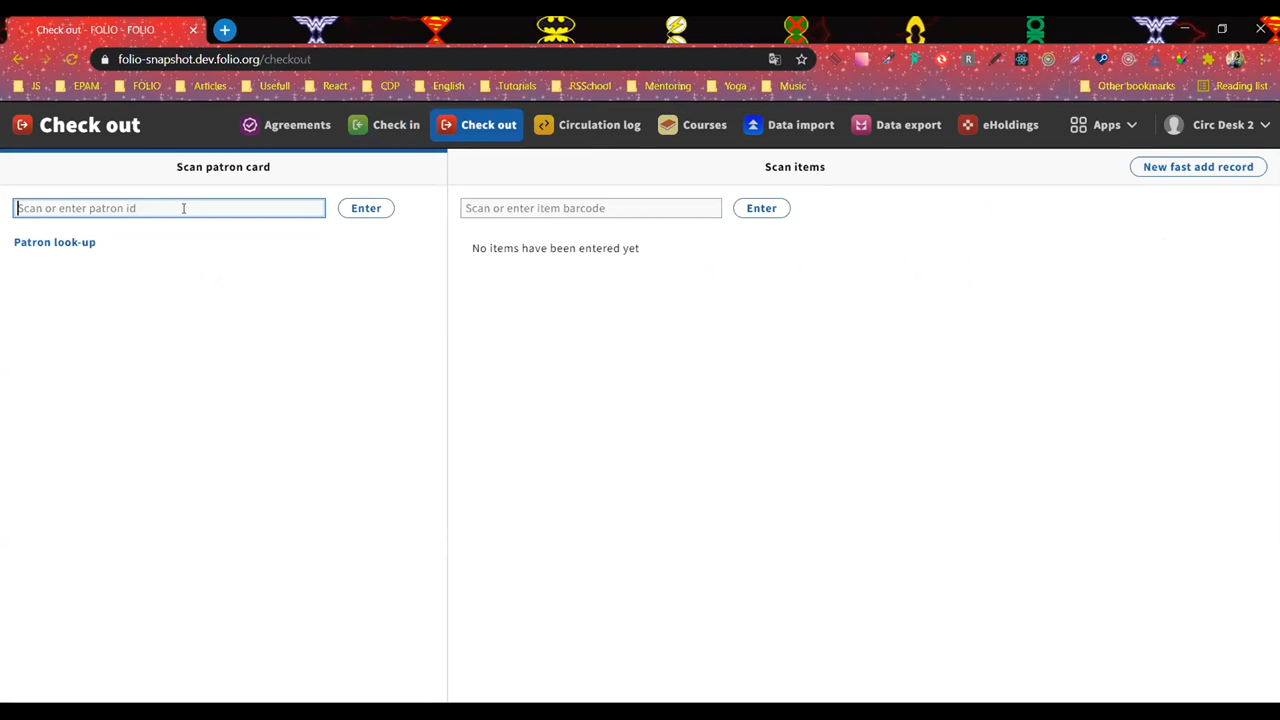 Check out - FOLIO - FOLIO
folio-snapshot.dev.folio.org/checkout
JS EPAM FOLIO Articles Usefull React CDP English Tutorials RSSchool Mentoring Yoga Music Other bookmarks Reading list
Check out Agreements Check in Check out Circulation log Courses Data import Data export eHoldings Apps Circ Desk 2
Scan patron card
Scan items
New fast add record
Scan or enter patron id Enter
Scan or enter item barcode Enter
Patron look-up
No items have been entered yet